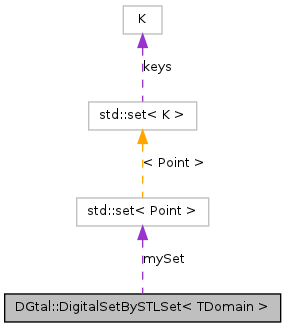 K
keys
std::set< K >
< Point >
std::set< Point >
mySet
DGtal::DigitalSetBySTLSet< TDomain >